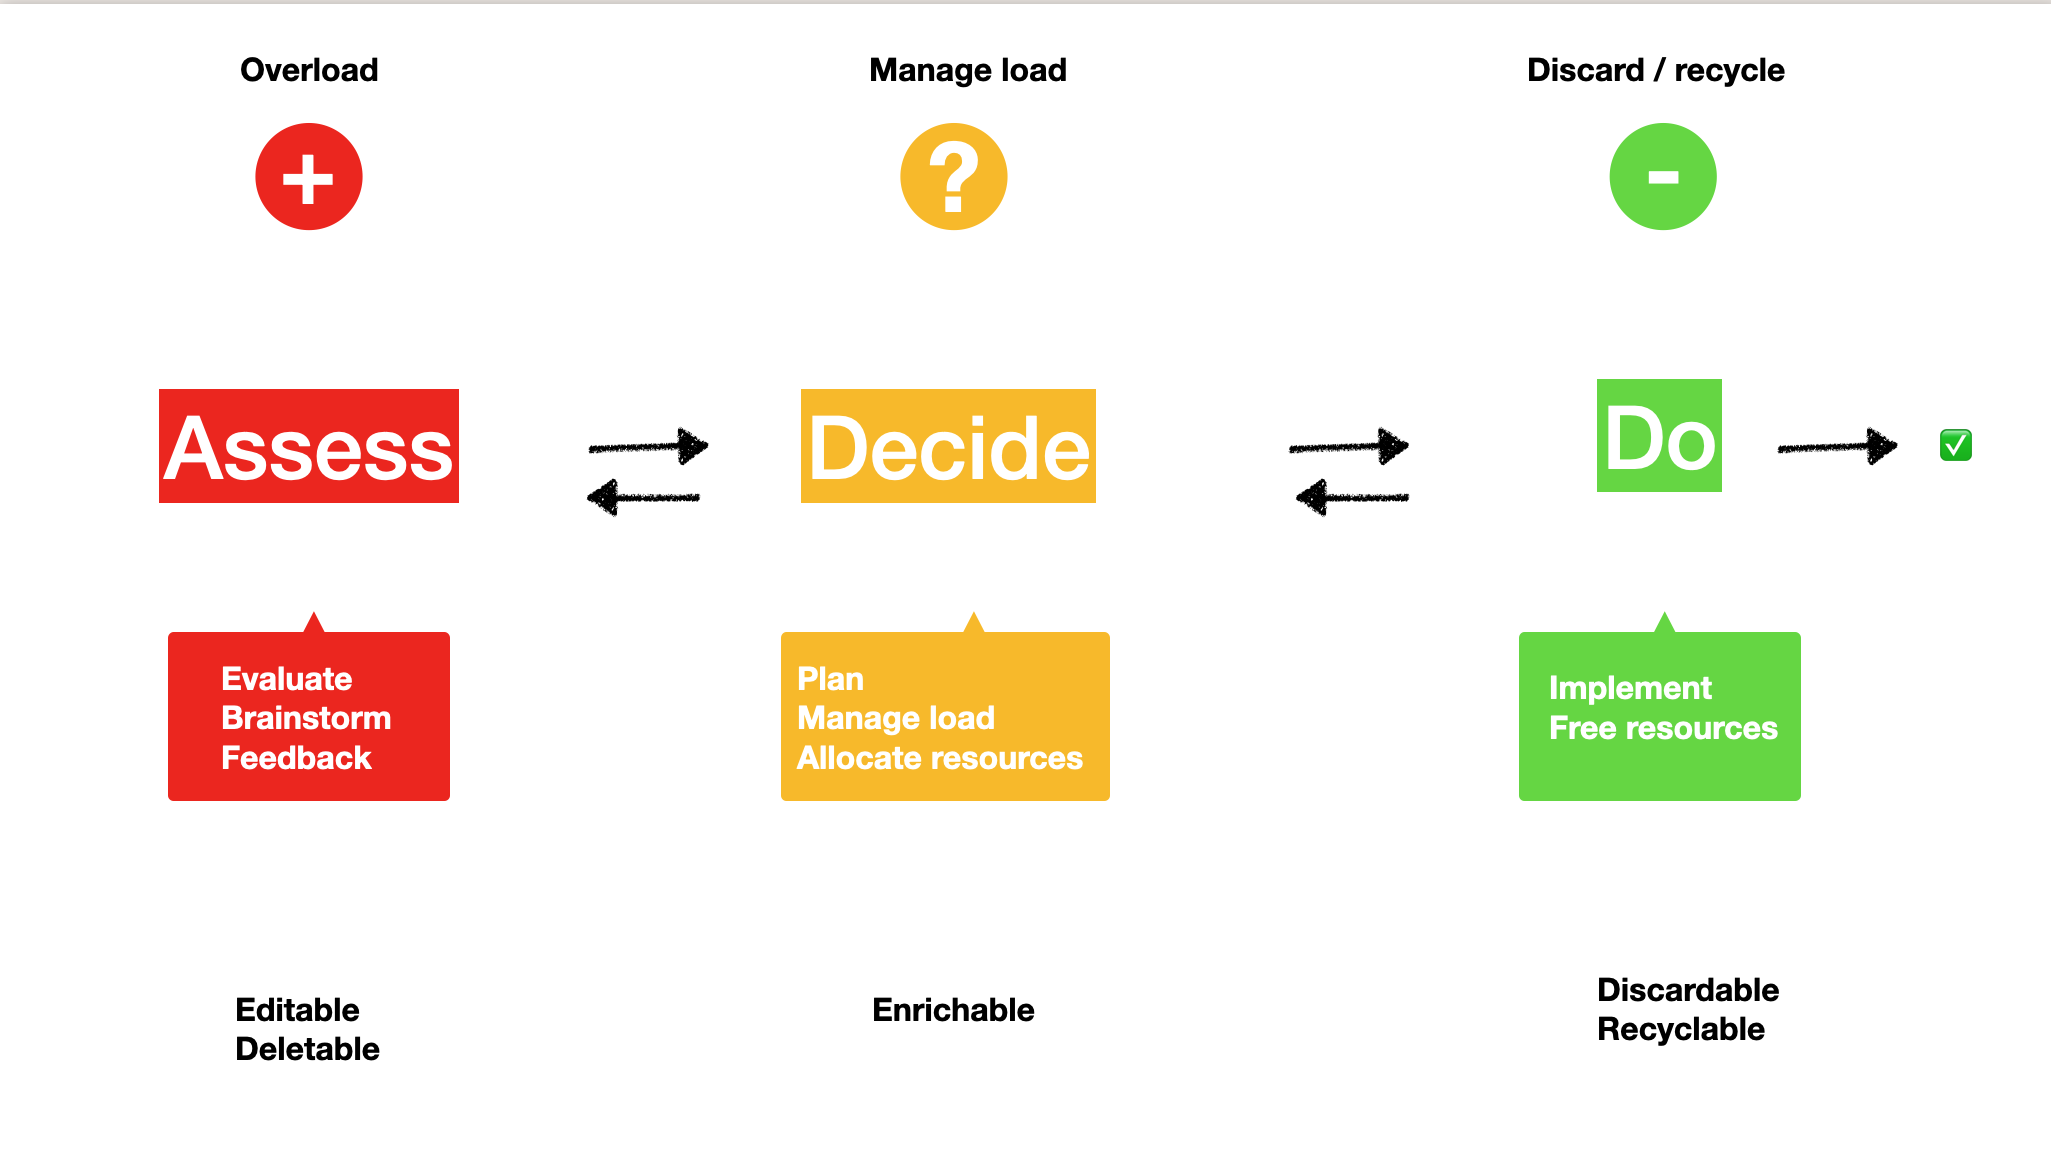 Overload
Manage load
Discard / recycle
+
?
-
Assess
Decide
Do
✅
Evaluate
Brainstorm
Feedback
Plan
Manage load
Allocate resources
Implement
Free resources
Editable
Deletable
Enrichable
Discardable
Recyclable